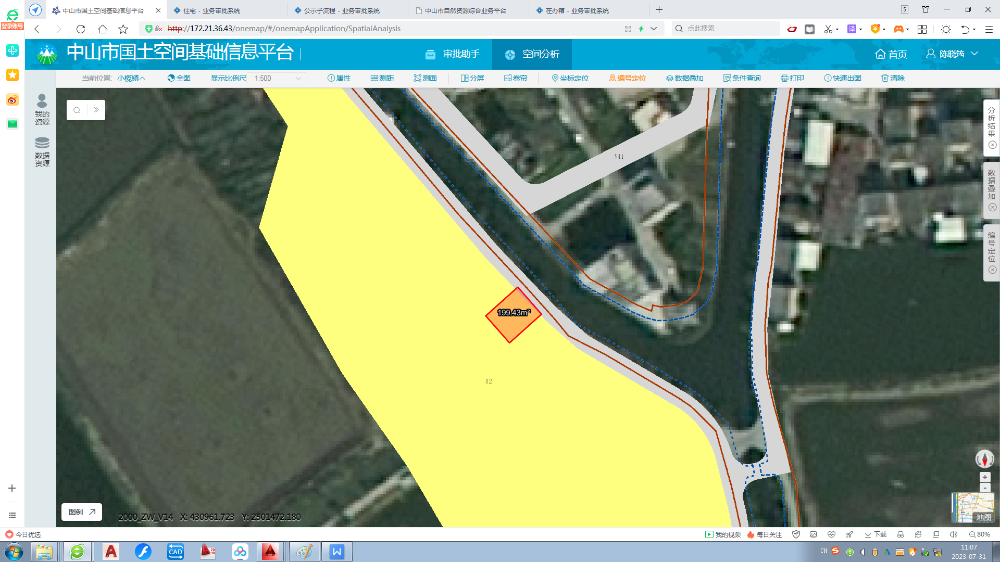 中山市国土空间基础信息平台
住宅 - 业务审批系统
公示子流程 - 业务审批系统
中山市自然资源综合业务平台
在办箱 - 业务审批系统
5
登录账号
http://172.21.36.43/onemap/#/onemapApplication/SpatialAnalysis
点此搜索
译
中山市国土空间基础信息平台
审批助手
空间分析
首页
陈晓筠
当前位置:
小榄镇
全图
显示比例尺
1:500
属性
测距
测面
分屏
卷帘
坐标定位
编号定位
数据叠加
条件查询
打印
快速出图
清除
我的
资源
数据
资源
分析结果
数据叠加
编号定位
V41
199.43m²
R2
图例
2000_ZW_V14 X: 430961.723 Y: 2501472.180
+
-
地图
今日优选
我的视频
每日关注
下载
80%
CAD
CH
11:07
2023-07-31